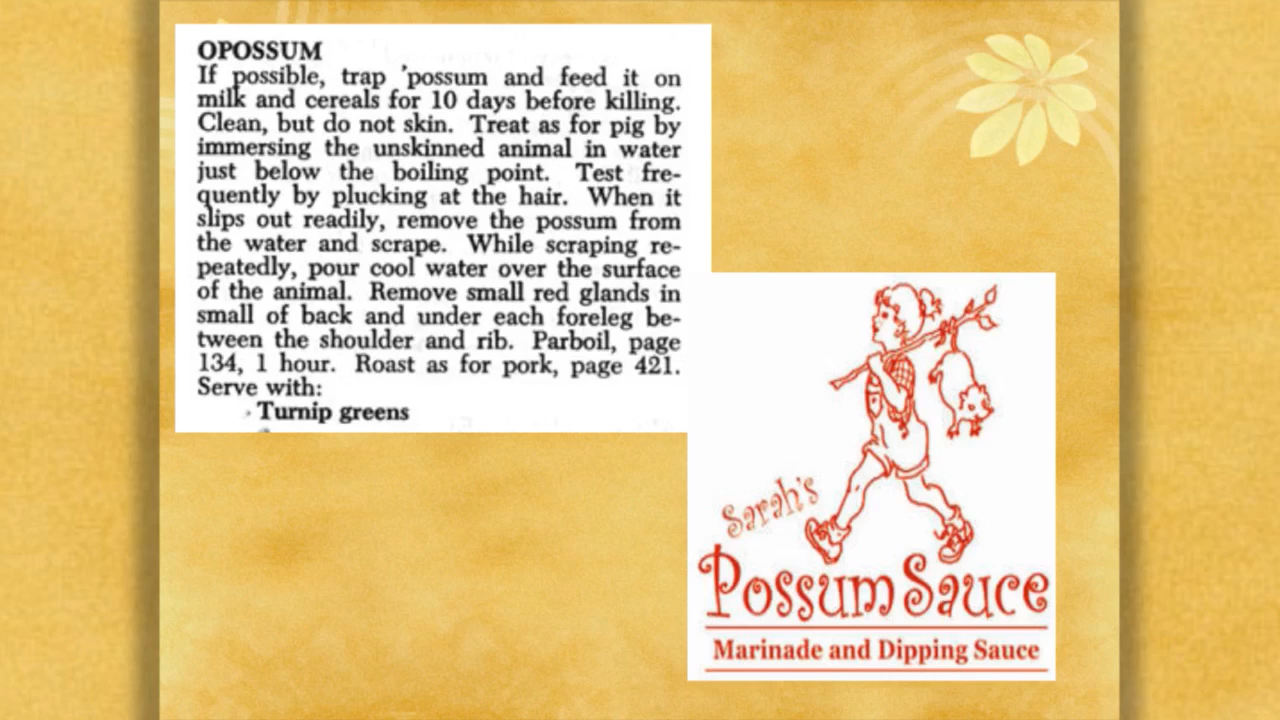 OPOSSUM
If possible, trap 'possum and feed it on
milk and cereals for 10 days before killing.
Clean, but do not skin. Treat as for pig by
immersing the unskinned animal in water
just below the boiling point. Test fre-
quently by plucking at the hair. When it
slips out readily, remove the possum from
the water and scrape. While scraping re-
peatedly, pour cool water over the surface
of the animal. Remove small red glands in
small of back and under each foreleg be-
tween the shoulder and rib. Parboil, page
134, 1 hour. Roast as for pork, page 421.
Serve with:
Turnip greens
Sarah's
Possum Sauce
Marinade and Dipping Sauce